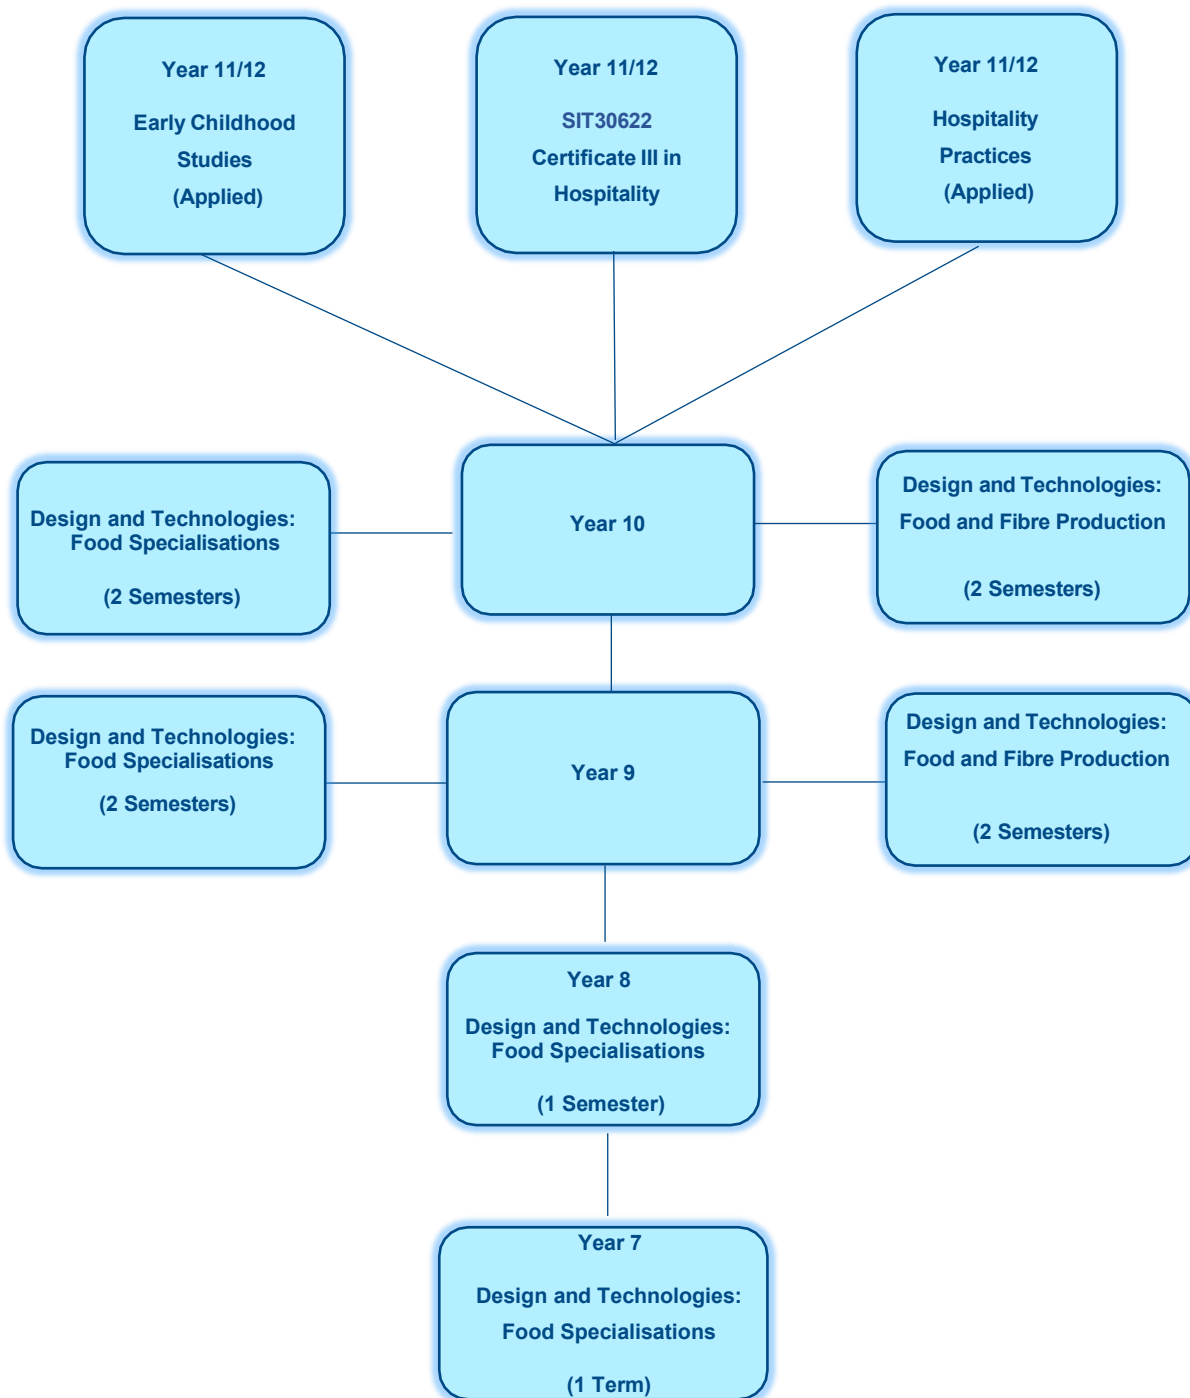 Year 11/12
Early Childhood
Studies
(Applied)
Year 11/12
SIT30622
Certificate III in
Hospitality
Year 11/12
Hospitality
Practices
(Applied)
Design and Technologies:
Food Specialisations
(2 Semesters)
Year 10
Design and Technologies:
Food and Fibre Production
(2 Semesters)
Design and Technologies:
Food Specialisations
(2 Semesters)
Year 9
Design and Technologies:
Food and Fibre Production
(2 Semesters)
Year 8
Design and Technologies:
Food Specialisations
(1 Semester)
Year 7
Design and Technologies:
Food Specialisations
(1 Term)